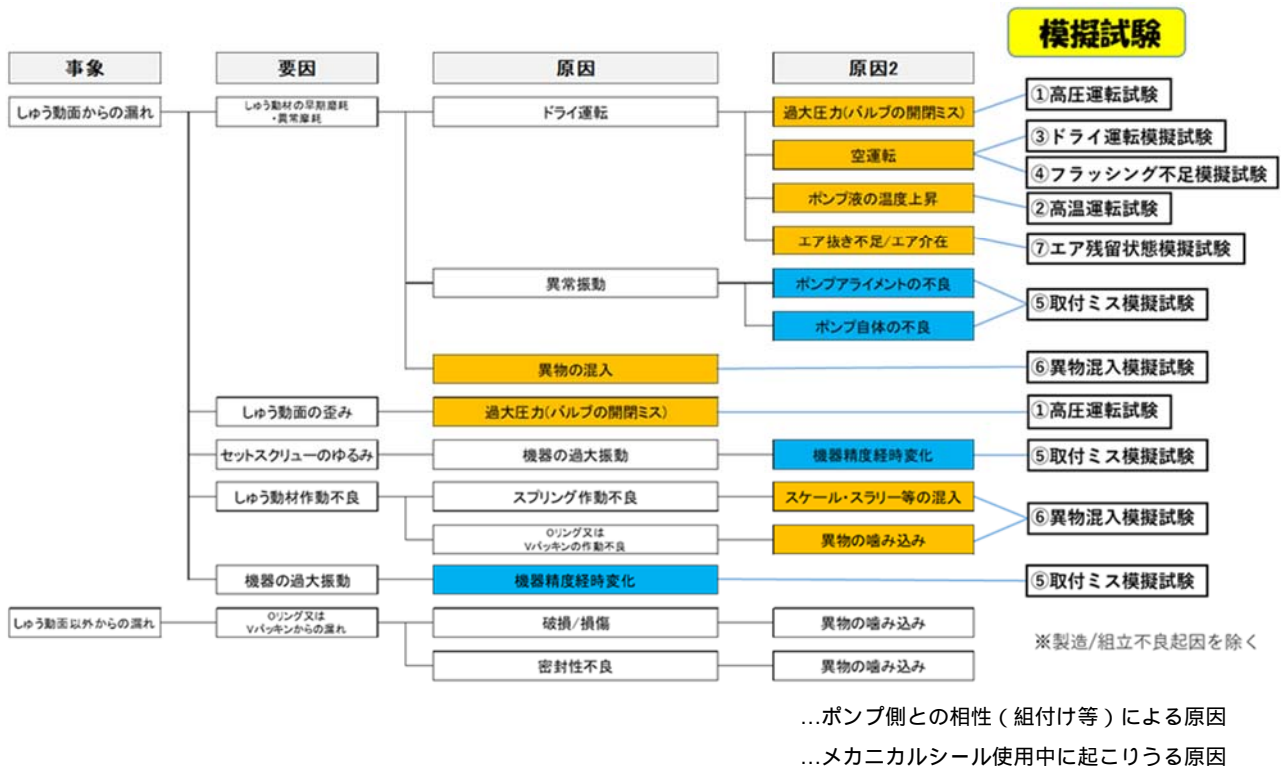 模擬試験
事象
要因
原因
原因2
しゅう動面からの漏れ
しゅう動材の早期磨耗
・異常摩耗
ドライ運転
過大圧力(バルブの開閉ミス)
①高圧運転試験
空運転
③ドライ運転模擬試験
④フラッシング不足模擬試験
ポンプ液の温度上昇
②高温運転試験
エア抜き不足/エア介在
⑦エア残留状態模擬試験
異常振動
ポンプアライメントの不良
ポンプ自体の不良
⑤取付ミス模擬試験
異物の混入
⑥異物混入模擬試験
しゅう動面の歪み
過大圧力(バルブの開閉ミス)
①高圧運転試験
セットスクリューのゆるみ
機器の過大振動
機器精度経時変化
⑤取付ミス模擬試験
しゅう動材作動不良
スプリング作動不良
スケール・スラリー等の混入
Oリング又は
Vパッキンの作動不良
異物の噛み込み
⑥異物混入模擬試験
機器の過大振動
機器精度経時変化
⑤取付ミス模擬試験
しゅう動面以外からの漏れ
Oリング又は
Vパッキンからの漏れ
破損/損傷
異物の噛み込み
密封性不良
異物の噛み込み
※製造/組立不良起因を除く
…ポンプ側との相性(組付け等)による原因
…メカニカルシール使用中に起こりうる原因